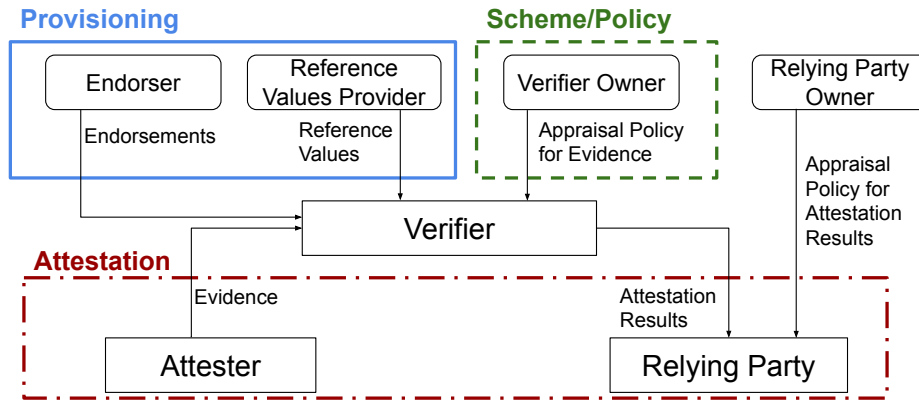 Provisioning
Scheme/Policy
Endorser
Reference
Values Provider
Verifier Owner
Relying Party
Owner
Endorsements
Reference
Values
Appraisal Policy
for Evidence
Appraisal
Policy for
Attestation
Results
Verifier
Attestation
Evidence
Attestation
Results
Attester
Relying Party